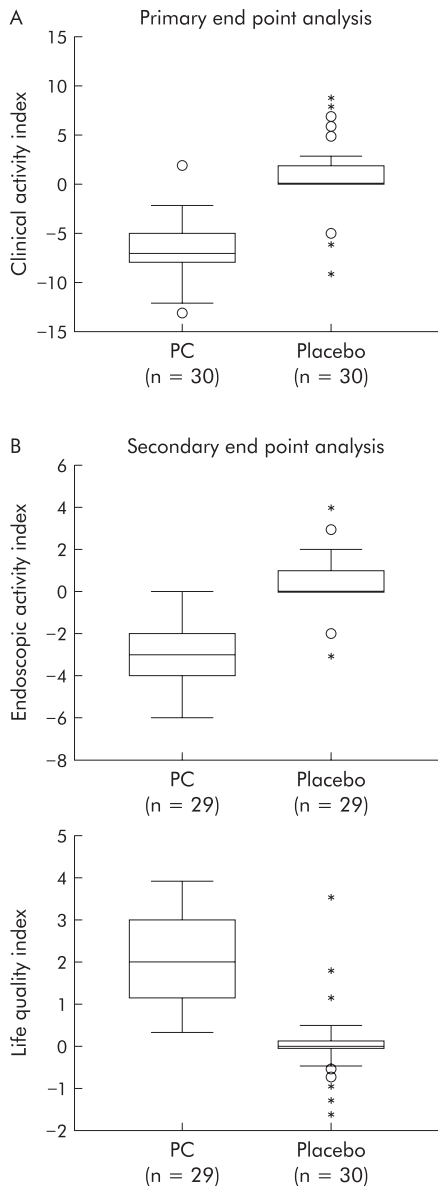 A Primary end point analysis
15
10
5
0
−5
−10
−15
Clinical activity index
PC Placebo
(n = 30) (n = 30)
B Secondary end point analysis
6
4
2
0
−2
−4
−6
−8
Endoscopic activity index
PC Placebo
(n = 29) (n = 29)
5
4
3
2
1
0
−1
−2
Life quality index
PC Placebo
(n = 29) (n = 30)